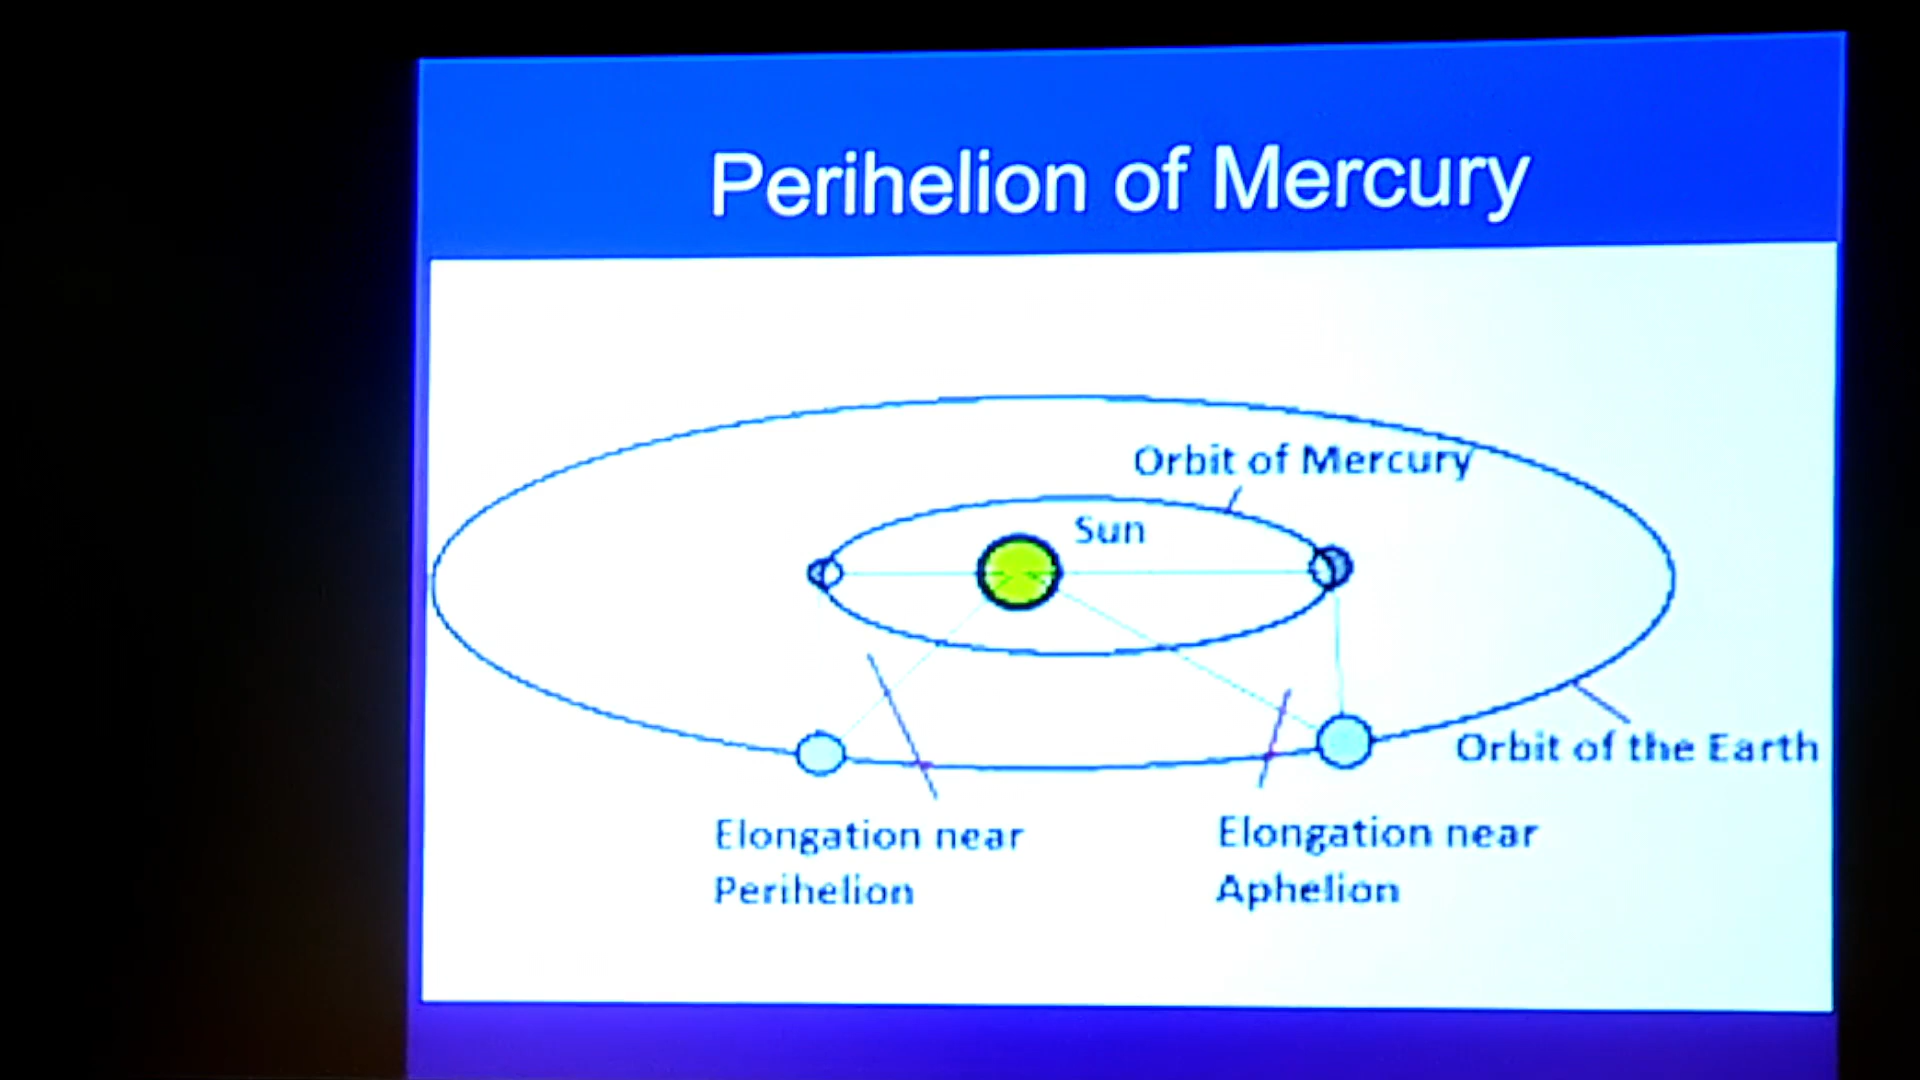 Perihelion of Mercury
Orbit of Mercury
Sun
Orbit of the Earth
Elongation near
Perihelion
Elongation near
Aphelion